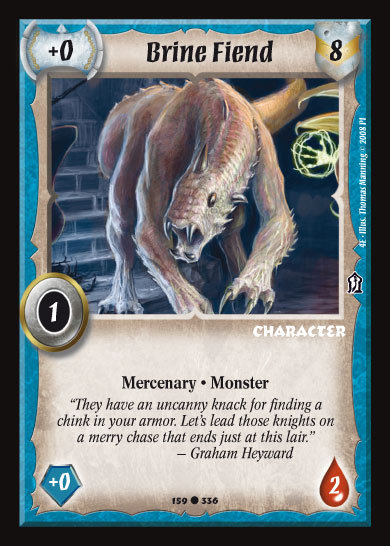 +0
Brine Fiend
8
4E · Illus. Thomas Manning © 2008 P1
1
CHARACTER
Mercenary • Monster
“They have an uncanny knack for finding a
chink in your armor. Let’s lead those knights on
a merry chase that ends just at this lair.”
– Graham Heyward
+0
159 ● 336
2